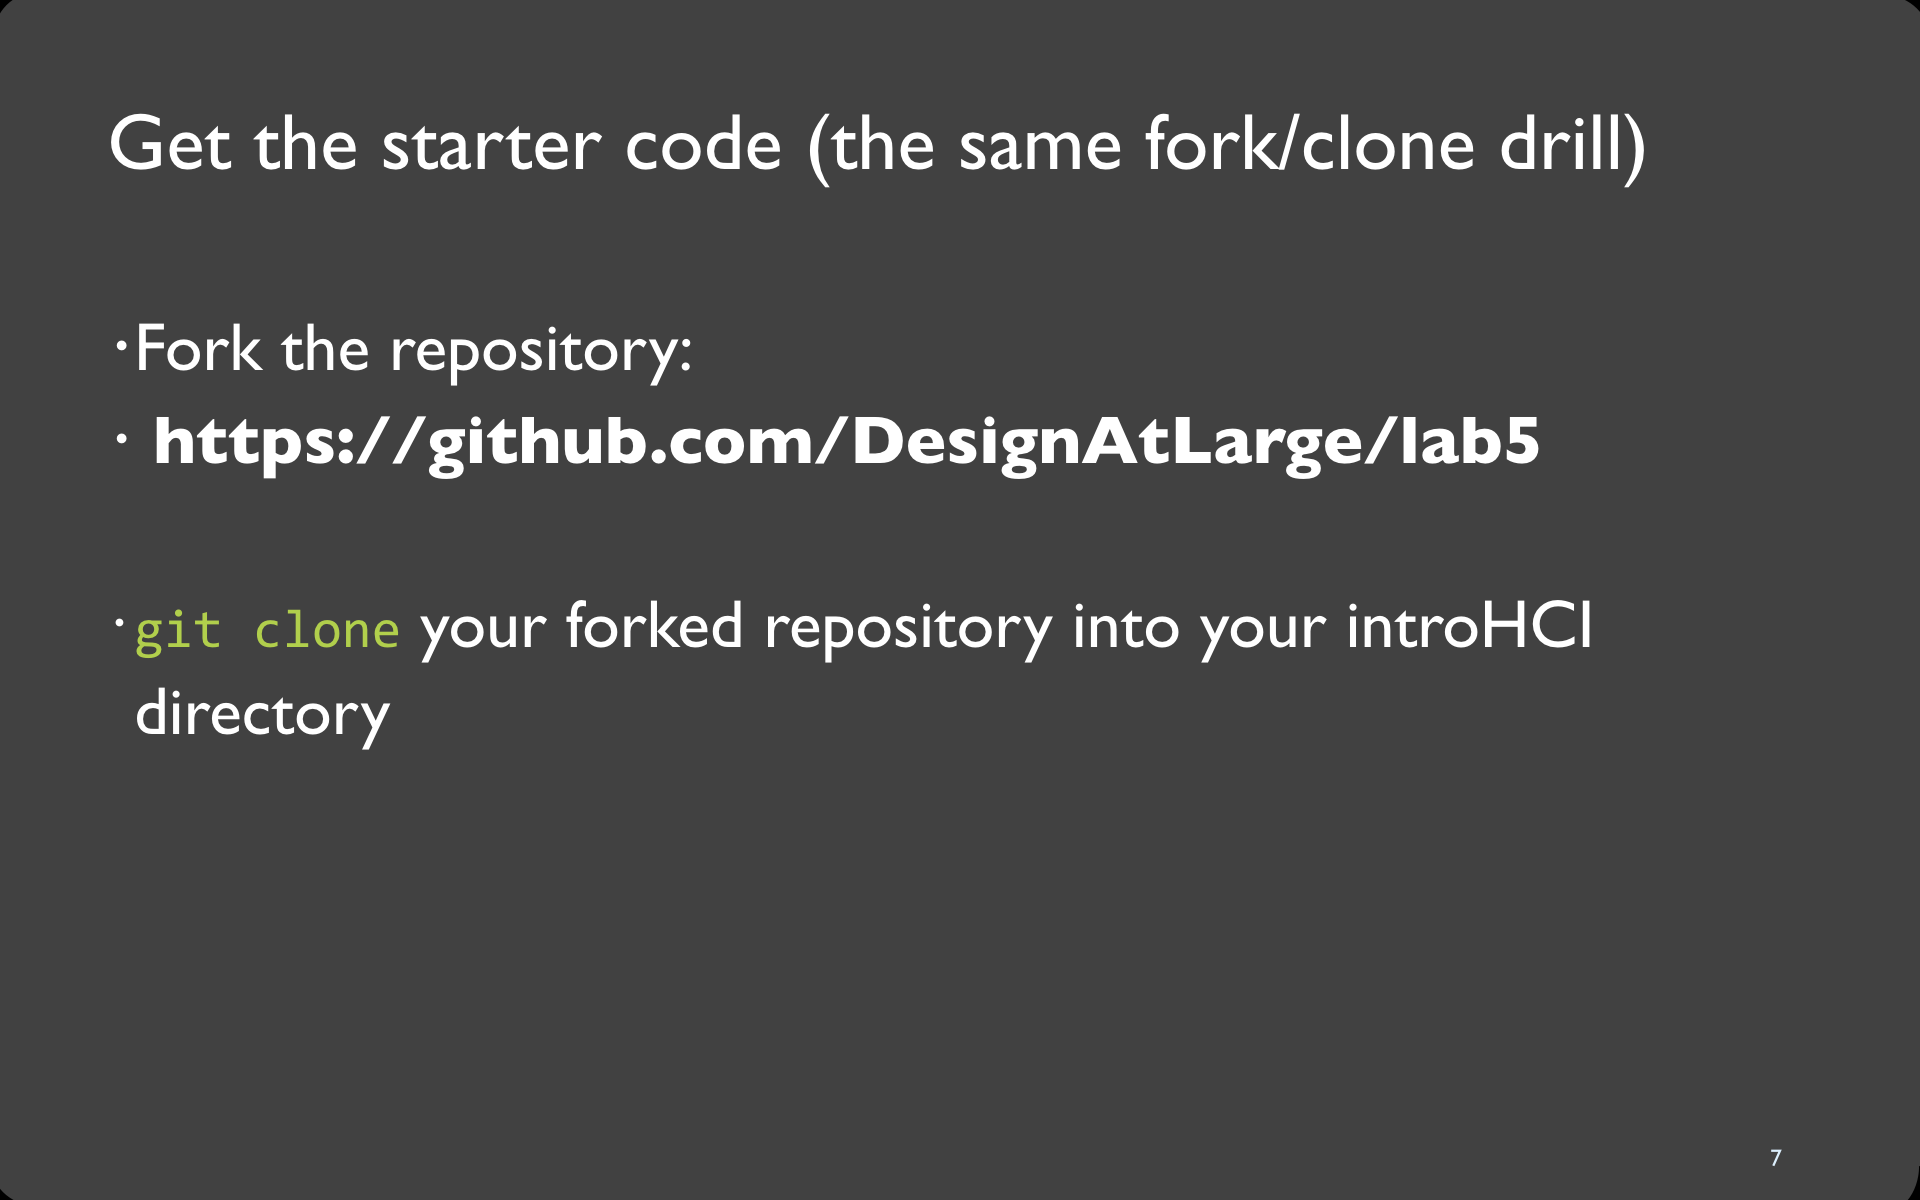 Get the starter code (the same fork/clone drill)
•Fork the repository:
• https://github.com/DesignAtLarge/lab5
•git clone your forked repository into your introHCI
directory
7